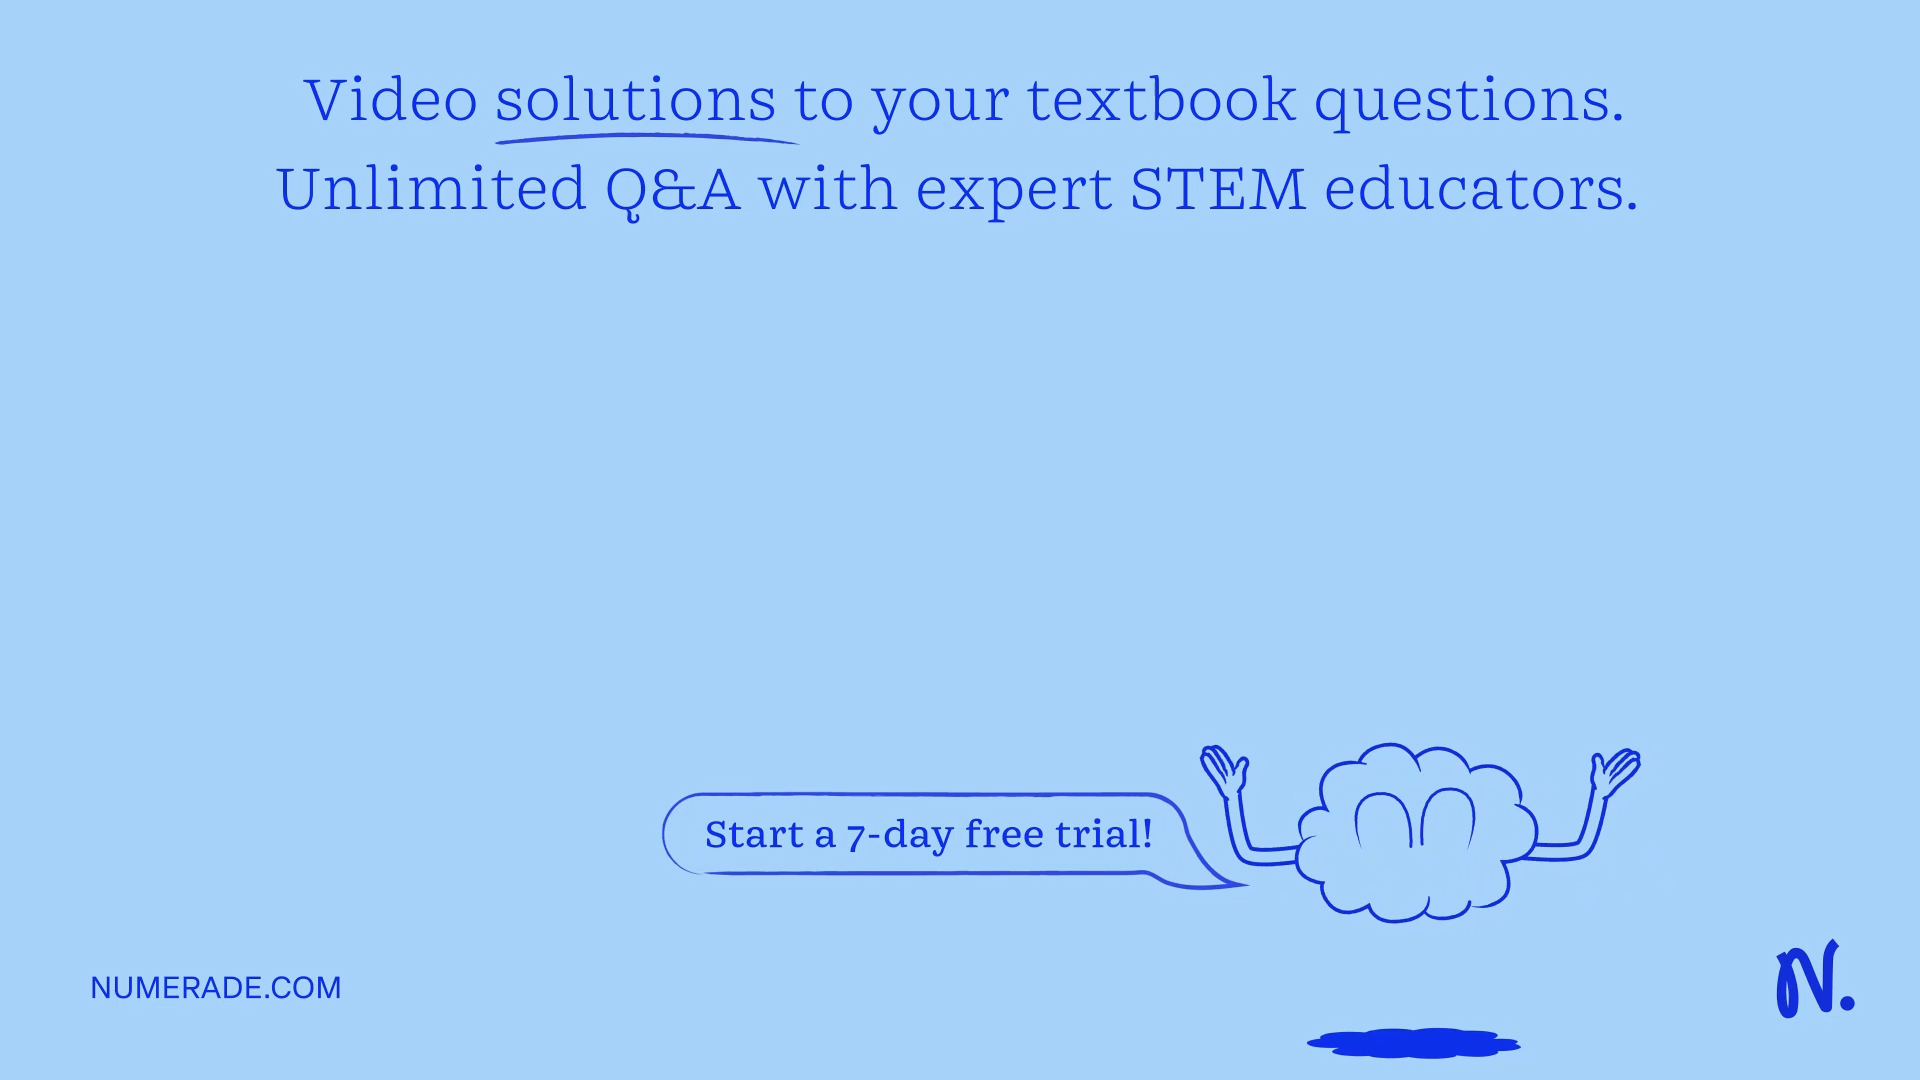 Video solutions to your textbook questions.
Unlimited Q&A with expert STEM educators.
Start a 7-day free trial!
NUMERADE.COM
N.